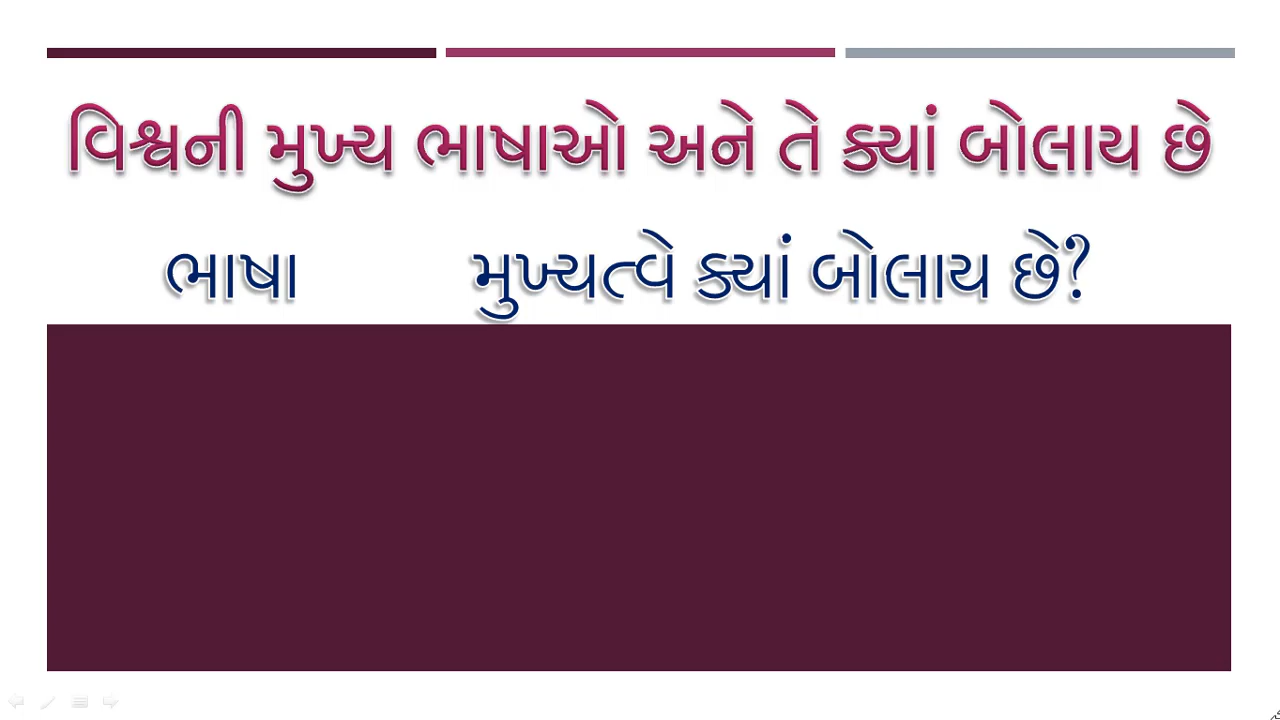 વિશ્વની મુખ્ય ભાષાઓ અને તે ક્યાં બોલાય છે
ભાષા મુખ્યત્વે ક્યાં બોલાય છે?